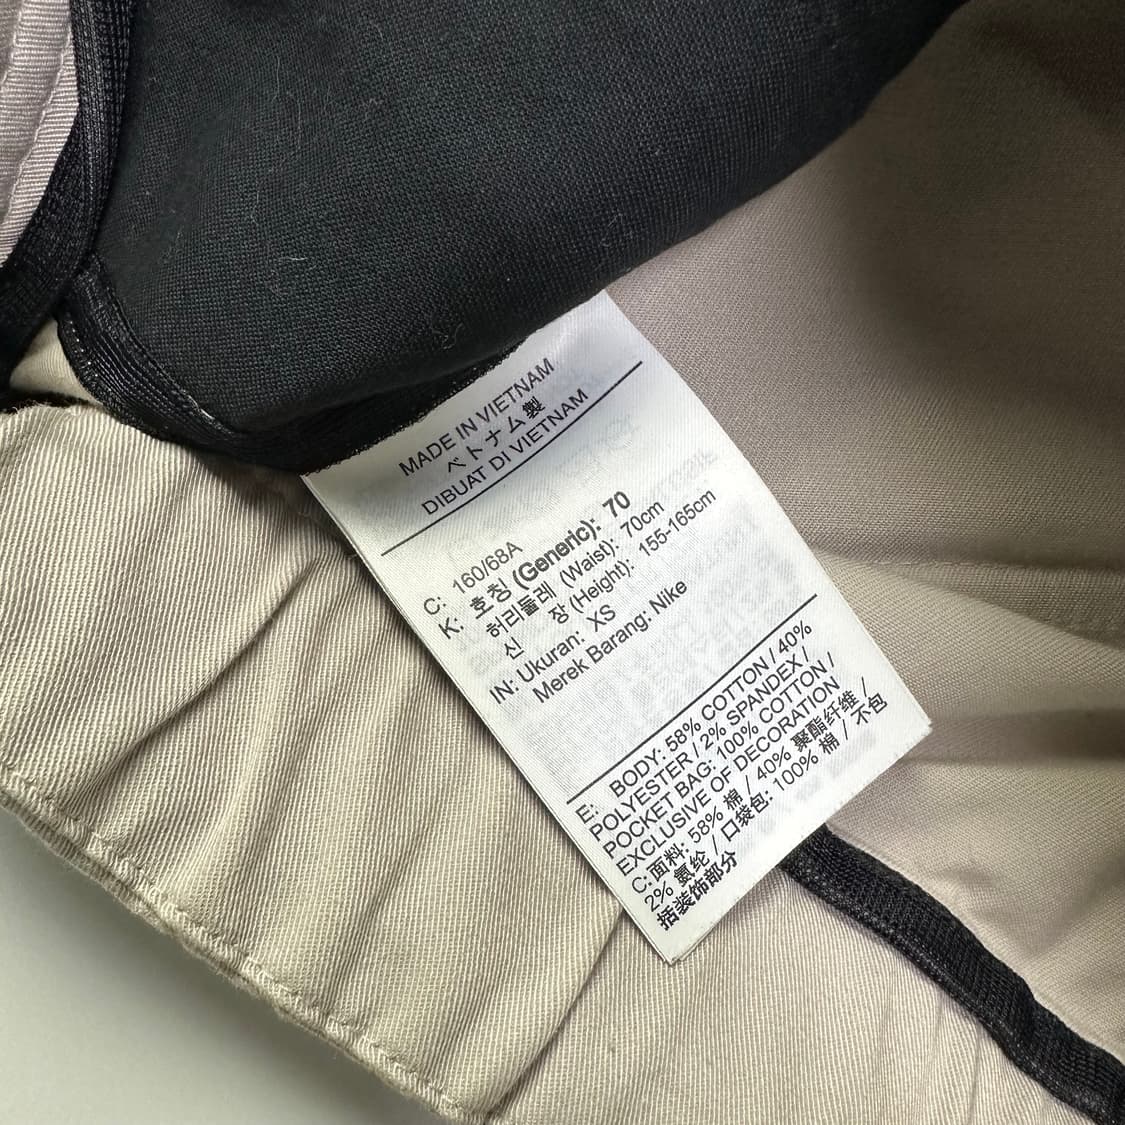 MADE IN VIETNAM
ベトナム製
DIBUAT DI VIETNAM
C: 160/68A
K: 호칭 (Generic): 70
허리둘레 (Waist): 70cm
신 장 (Height): 155-165cm
IN: Ukuran: XS
Merek Barang: Nike
E: BODY: 58% COTTON / 40%
POLYESTER / 2% SPANDEX /
POCKET BAG: 100% COTTON /
EXCLUSIVE OF DECORATION
C: 面料: 58% 棉 / 40% 聚酯纤维 /
2% 氨纶 / 口袋包: 100% 棉 / 不包
括装饰部分